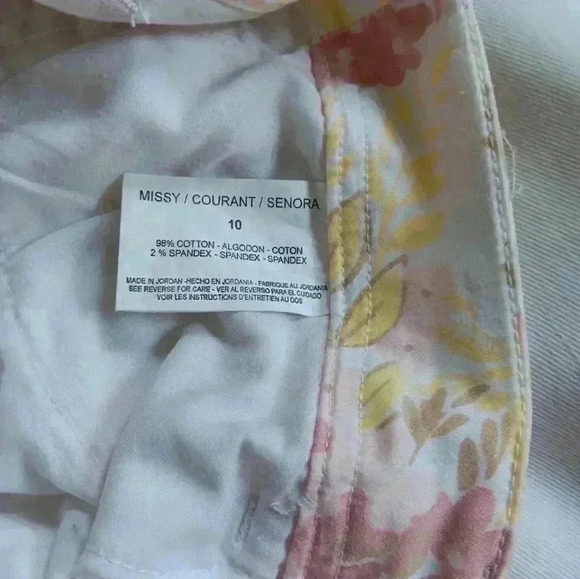 MISSY / COURANT / SENORA
10
98% COTTON - ALGODON - COTON
2 % SPANDEX - SPANDEX - SPANDEX
MADE IN JORDAN - HECHO EN JORDANIA - FABRIQUE AU JORDANIA
SEE REVERSE FOR CARE - VER AL REVERSO PARA EL CUIDADO
VOIR LES INSTRUCTIONS D'ENTRETIEN AU DOS